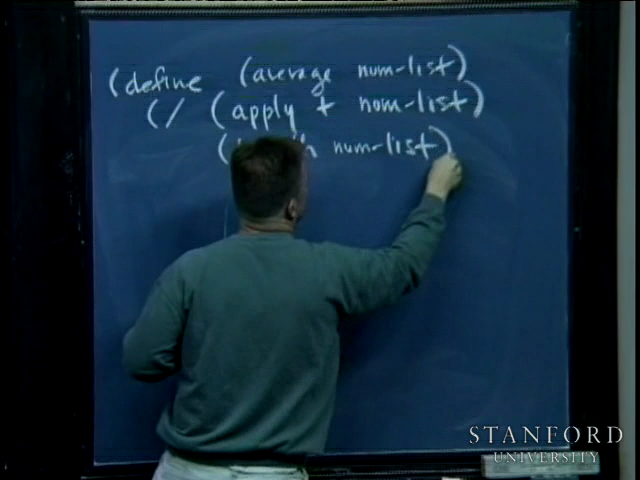 (define (average num-list)
(/ (apply + num-list)
( num-list)
STANFORD
UNIVERSITY